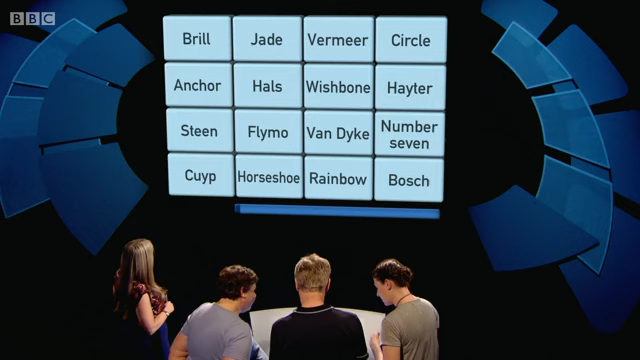 BBC
Brill
Jade
Vermeer
Circle
Anchor
Hals
Wishbone
Hayter
Steen
Flymo
Van Dyke
Number
seven
Cuyp
Horseshoe
Rainbow
Bosch